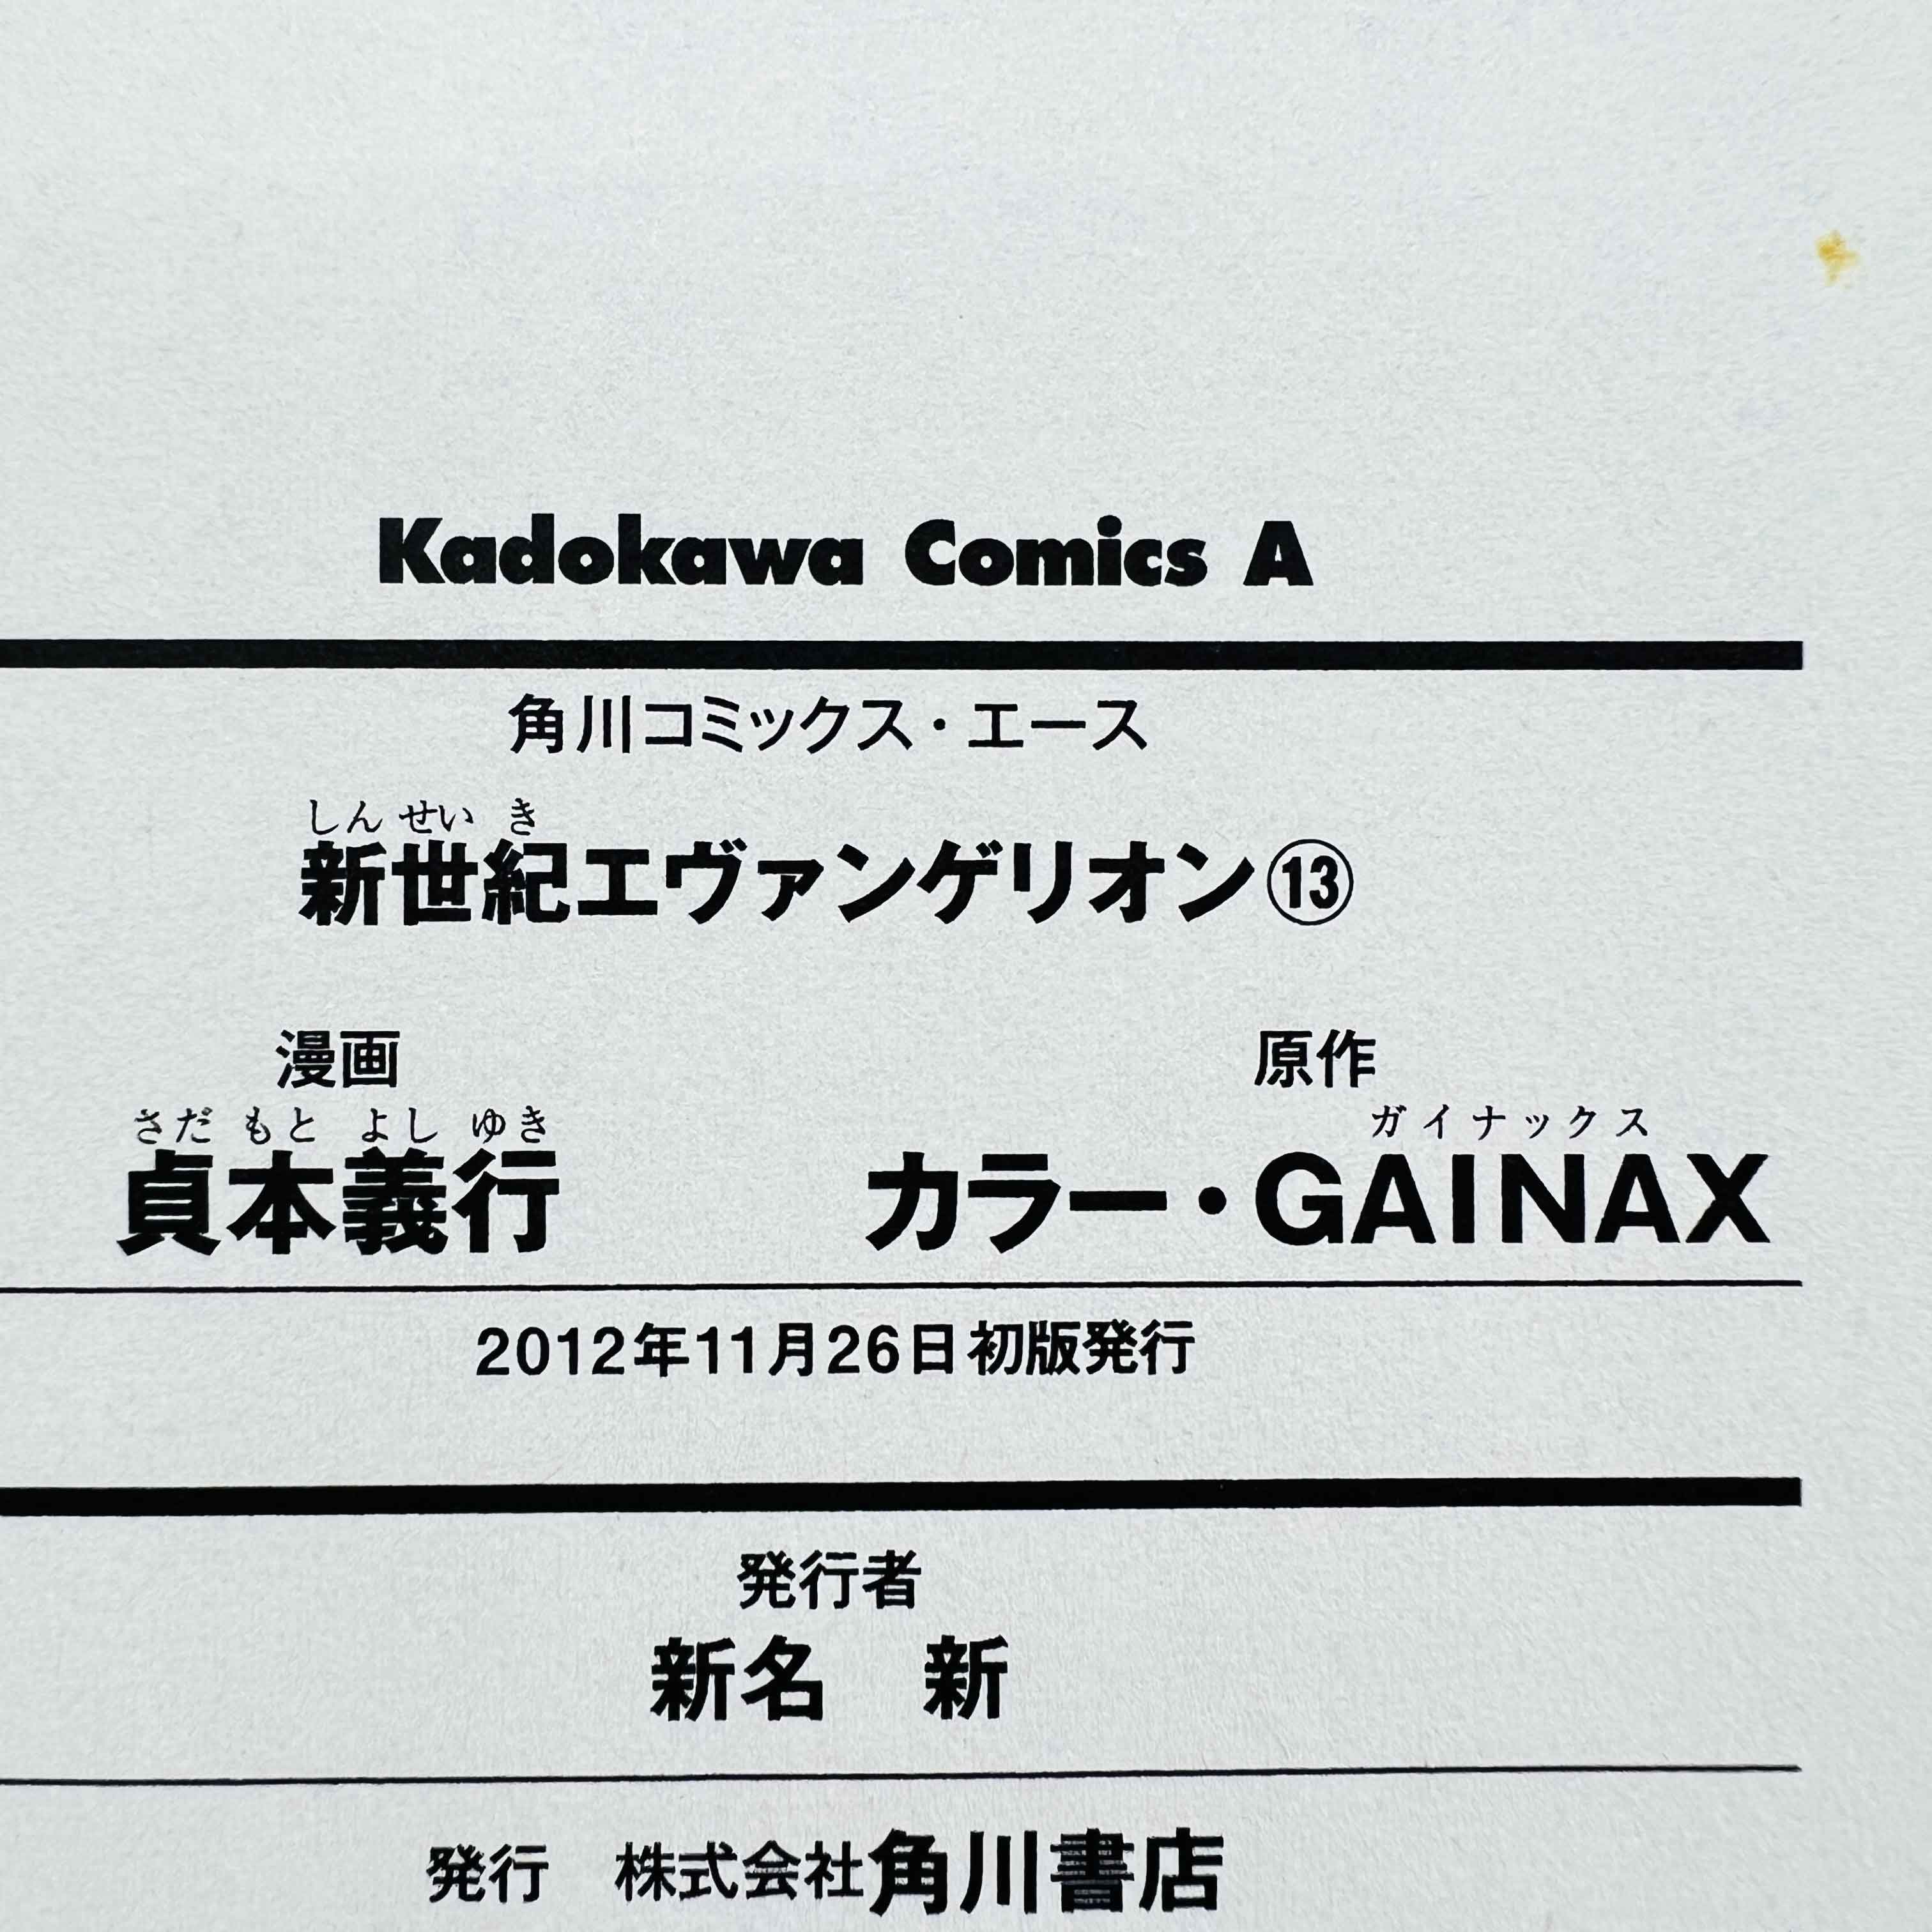 Kadokawa Comics A
角川コミックス・エース
しんせいき
新世紀エヴァンゲリオン⑬
漫画 原作
さだもとよしゆき ガイナックス
貞本義行 カラー・GAINAX
2012年11月26日初版発行
発行者
新名 新
発行 株式会社角川書店